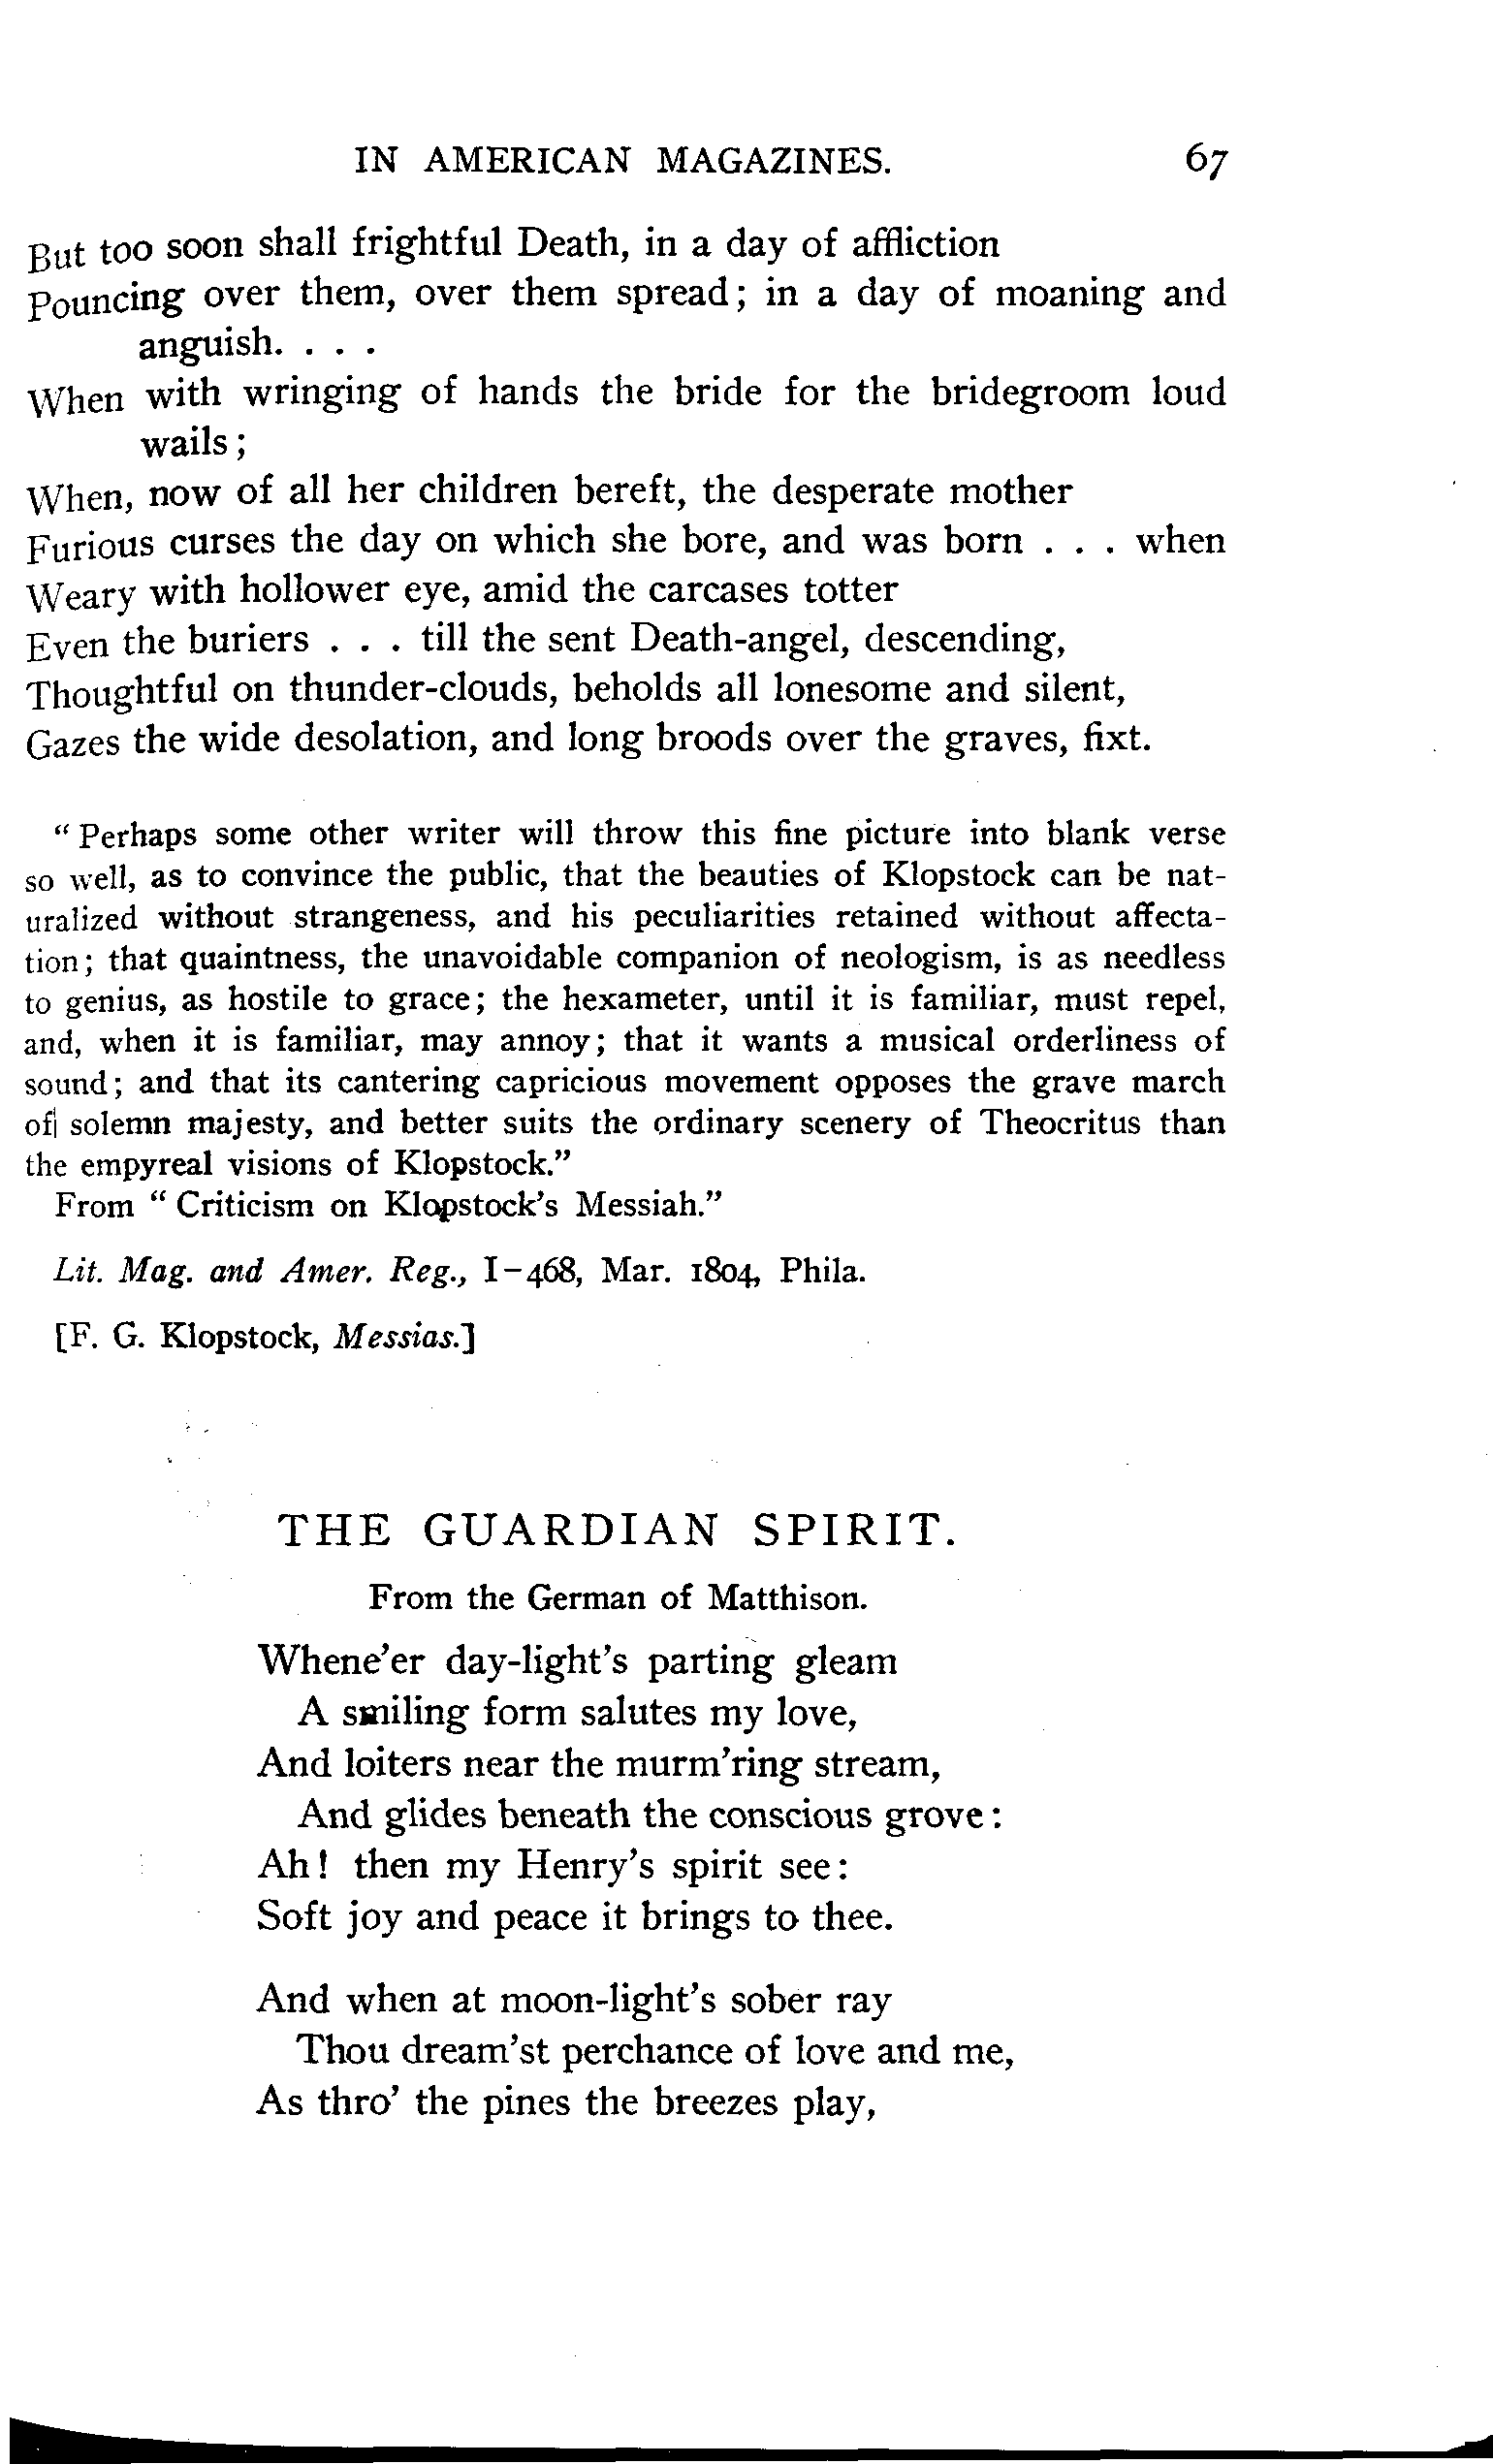 IN AMERICAN MAGAZINES. 67
But too soon shall frightful Death, in a day of affliction
Pouncing over them, over them spread; in a day of moaning and
anguish. . . .
When with wringing of hands the bride for the bridegroom loud
wails;
When, now of all her children bereft, the desperate mother
Furious curses the day on which she bore, and was born . . . when
Weary with hollower eye, amid the carcases totter
Even the buriers . . . till the sent Death-angel, descending,
Thoughtful on thunder-clouds, beholds all lonesome and silent,
Gazes the wide desolation, and long broods over the graves, fixt.
"Perhaps some other writer will throw this fine picture into blank verse
so well, as to convince the public, that the beauties of Klopstock can be nat-
uralized without strangeness, and his peculiarities retained without affecta-
tion; that quaintness, the unavoidable companion of neologism, is as needless
to genius, as hostile to grace; the hexameter, until it is familiar, must repel,
and, when it is familiar, may annoy; that it wants a musical orderliness of
sound; and that its cantering capricious movement opposes the grave march
of solemn majesty, and better suits the ordinary scenery of Theocritus than
the empyreal visions of Klopstock."
From "Criticism on Klopstock's Messiah."
Lit. Mag. and Amer. Reg., I-468, Mar. 1804, Phila.
[F. G. Klopstock, Messias.]
THE GUARDIAN SPIRIT.
From the German of Matthison.
Whene'er day-light's parting gleam
A smiling form salutes my love,
And loiters near the murm'ring stream,
And glides beneath the conscious grove:
Ah! then my Henry's spirit see:
Soft joy and peace it brings to thee.
And when at moon-light's sober ray
Thou dream'st perchance of love and me,
As thro' the pines the breezes play,